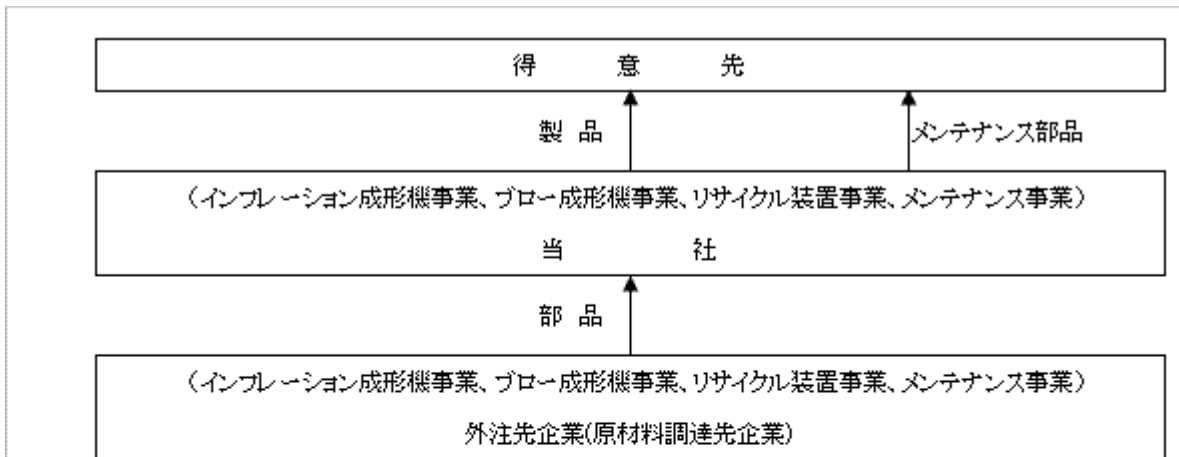 得意先
製品
メンテナンス部品
(インフレーション成形機事業、ブロー成形機事業、リサイクル装置事業、メンテナンス事業)
当社
部品
(インフレーション成形機事業、ブロー成形機事業、リサイクル装置事業、メンテナンス事業)
外注先企業(原材料調達先企業)